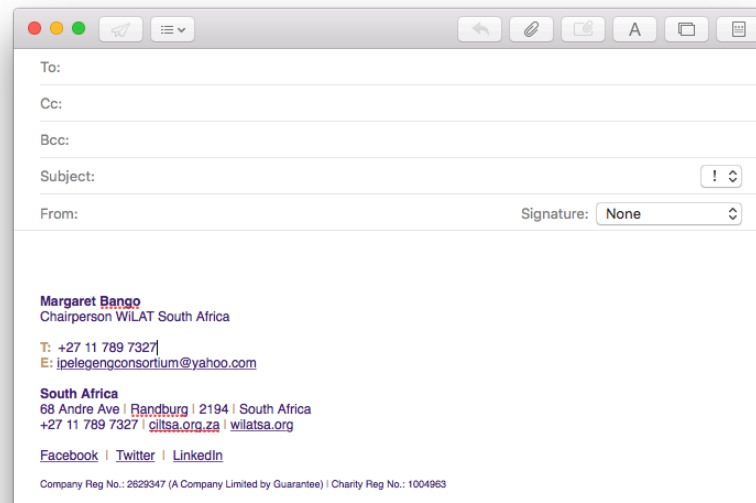 To:
Cc:
Bcc:
Subject:
!
From:
Signature: None
Margaret Bango
Chairperson WiLAT South Africa
T: +27 11 789 7327
E: ipelegengconsortium@yahoo.com
South Africa
68 Andre Ave | Randburg | 2194 | South Africa
+27 11 789 7327 | ciltsa.org.za | wilatsa.org
Facebook | Twitter | LinkedIn
Company Reg No.: 2629347 (A Company Limited by Guarantee) | Charity Reg No.: 1004963